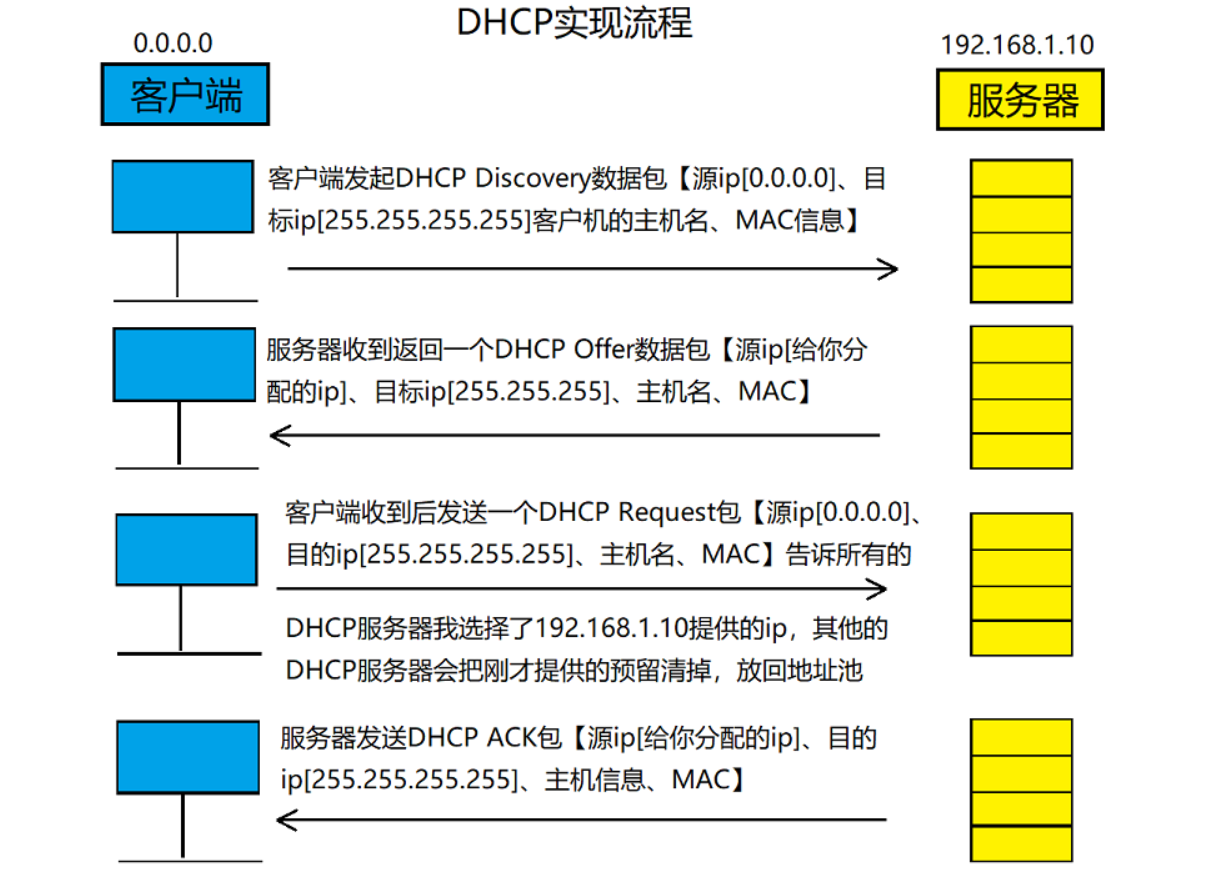 DHCP实现流程
0.0.0.0
192.168.1.10
客户端
服务器
客户端发起DHCP Discovery数据包【源ip[0.0.0.0]、目
标ip[255.255.255.255]客户机的主机名、MAC信息】
服务器收到返回一个DHCP Offer数据包【源ip[给你分
配的ip]、目标ip[255.255.255]、主机名、MAC】
客户端收到后发送一个DHCP Request包【源ip[0.0.0.0]、
目的ip[255.255.255.255]、主机名、MAC】告诉所有的
DHCP服务器我选择了192.168.1.10提供的ip，其他的
DHCP服务器会把刚才提供的预留清掉，放回地址池
服务器发送DHCP ACK包【源ip[给你分配的ip]、目的
ip[255.255.255.255]、主机信息、MAC】